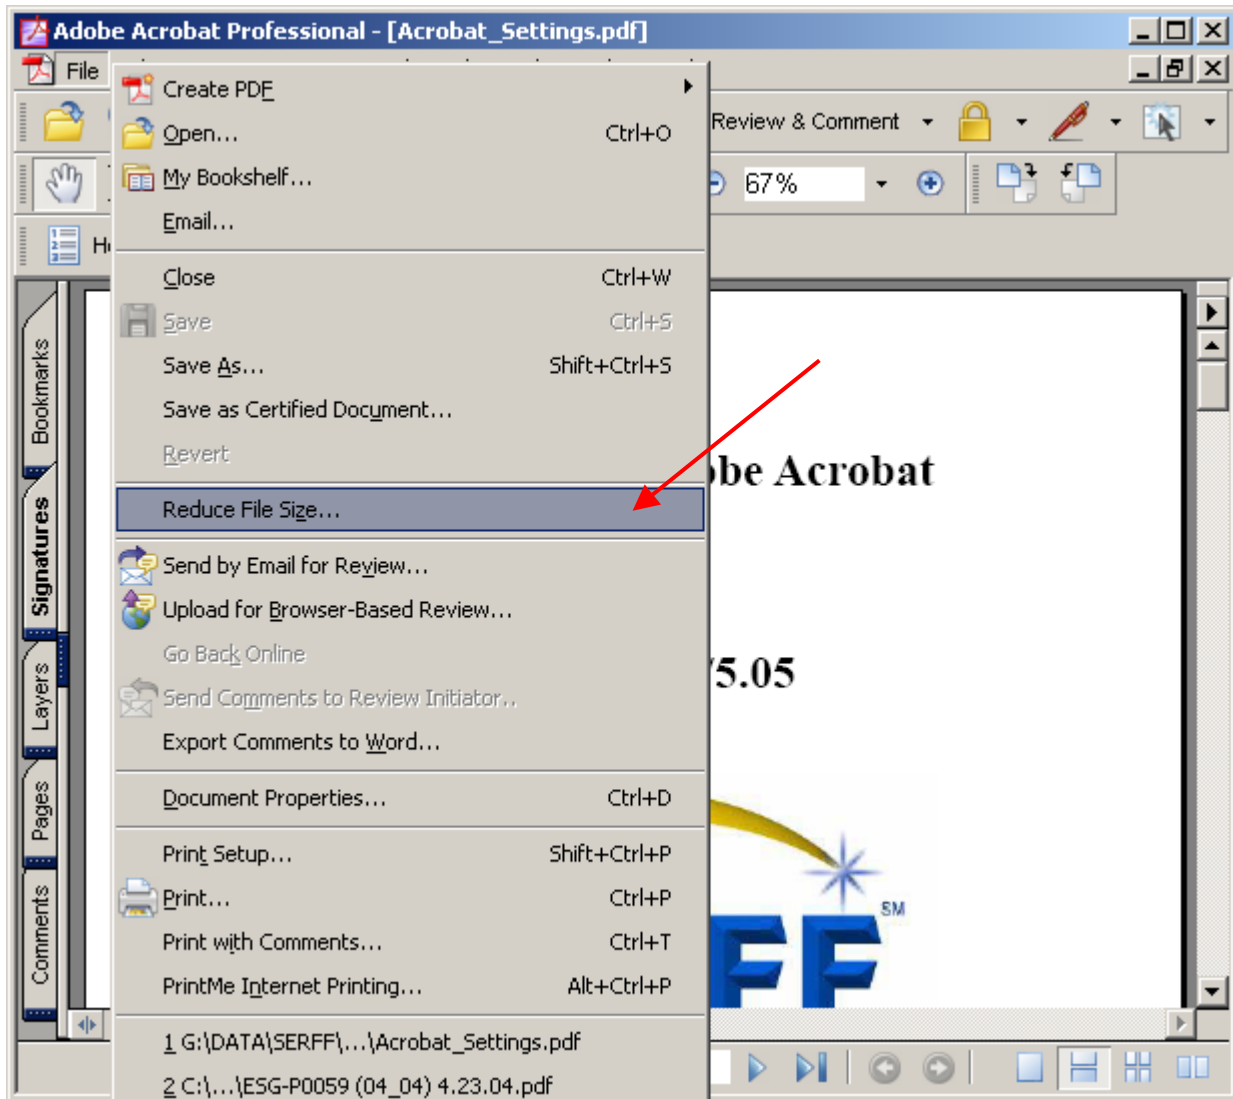 Adobe Acrobat Professional - [Acrobat_Settings.pdf]
File
Create PDF
Open... Ctrl+O
My Bookshelf...
Email...
Close Ctrl+W
Save Ctrl+S
Save As... Shift+Ctrl+S
Save as Certified Document...
Revert
Reduce File Size...
Send by Email for Review...
Upload for Browser-Based Review...
Go Back Online
Send Comments to Review Initiator..
Export Comments to Word...
Document Properties... Ctrl+D
Print Setup... Shift+Ctrl+P
Print... Ctrl+P
Print with Comments... Ctrl+T
PrintMe Internet Printing... Alt+Ctrl+P
1 G:\DATA\SERFF\...\Acrobat_Settings.pdf
2 C:\...\ESG-P0059 (04_04) 4.23.04.pdf
Review & Comment
67%
Bookmarks
Signatures
Layers
Pages
Comments
obe Acrobat
/5.05
FF
SM